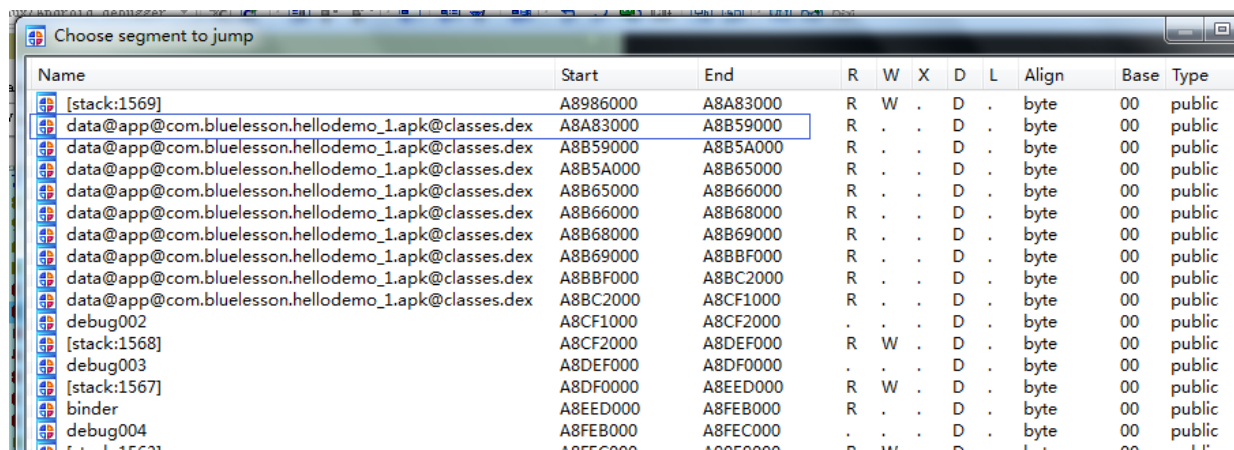 Choose segment to jump
Name Start End R W X D L Align Base Type
[stack:1569] A8986000 A8A83000 R W . D . byte 00 public
data@app@com.bluelesson.hellodemo_1.apk@classes.dex A8A83000 A8B59000 R . . D . byte 00 public
data@app@com.bluelesson.hellodemo_1.apk@classes.dex A8B59000 A8B5A000 R . . D . byte 00 public
data@app@com.bluelesson.hellodemo_1.apk@classes.dex A8B5A000 A8B65000 R . . D . byte 00 public
data@app@com.bluelesson.hellodemo_1.apk@classes.dex A8B65000 A8B66000 R . . D . byte 00 public
data@app@com.bluelesson.hellodemo_1.apk@classes.dex A8B66000 A8B68000 R . . D . byte 00 public
data@app@com.bluelesson.hellodemo_1.apk@classes.dex A8B68000 A8B69000 R . . D . byte 00 public
data@app@com.bluelesson.hellodemo_1.apk@classes.dex A8B69000 A8BBF000 R . . D . byte 00 public
data@app@com.bluelesson.hellodemo_1.apk@classes.dex A8BBF000 A8BC2000 R . . D . byte 00 public
data@app@com.bluelesson.hellodemo_1.apk@classes.dex A8BC2000 A8CF1000 R . . D . byte 00 public
debug002 A8CF1000 A8CF2000 . . . D . byte 00 public
[stack:1568] A8CF2000 A8DEF000 R W . D . byte 00 public
debug003 A8DEF000 A8DF0000 . . . D . byte 00 public
[stack:1567] A8DF0000 A8EED000 R W . D . byte 00 public
binder A8EED000 A8FEB000 R . . D . byte 00 public
debug004 A8FEB000 A8FEC000 . . . D . byte 00 public